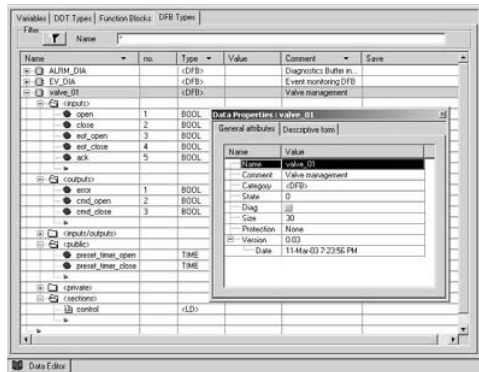 Variables DDT Types Function Blocks DFB Types
Filter
Name *
Name no. Type Value Comment Save
ALRM_DIA <DFB> Diagnostics Buffer in...
EV_DIA <DFB> Event monitoring DFB
valve_01 <DFB> Valve management
<inputs>
open 1 BOOL
close 2 BOOL
eot_open 3 BOOL
eot_close 4 BOOL
ack 5 BOOL
<outputs>
error 1 BOOL
cmd_open 2 BOOL
cmd_close 3 BOOL
<inputs/outputs>
<public>
preset_timer_open TIME
preset_timer_close TIME
<private>
<sections>
control <LD>
Data Properties : valve_01
General attributes Descriptive form
Name Value
Name valve_01
Comment Valve management
Category <DFB>
State 0
Diag
Size 30
Protection None
Version 0.03
Date 11-Mar-03 7:23:56 PM
Data Editor